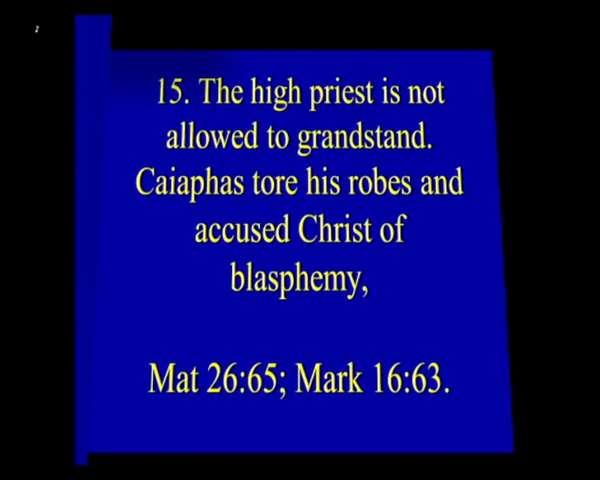 15. The high priest is not
allowed to grandstand.
Caiaphas tore his robes and
accused Christ of
blasphemy,
Mat 26:65; Mark 16:63.